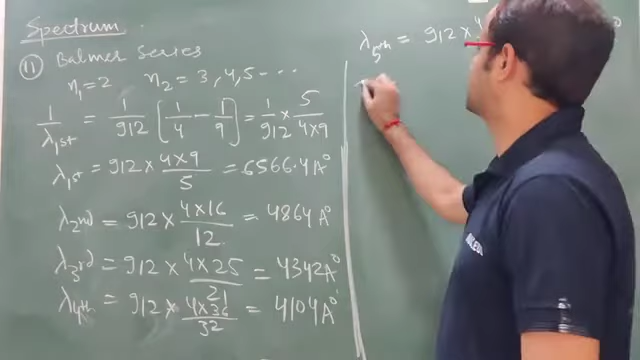 Spectrum
(11) Balmer Series
n₁=2 n₂ = 3, 4, 5 - - - -
1/λ1st = 1/912 [1/4 - 1/9] = 1/912 × 5/(4×9)
λ1st = 912 × (4×9)/5 = 6566.4 A°
λ2nd = 912 × (4×16)/12 = 4864 A°
λ3rd = 912 × (4×25)/21 = 4342 A°
λ4th = 912 × (4×36)/32 = 4104 A°
λ5th = 912 × 4